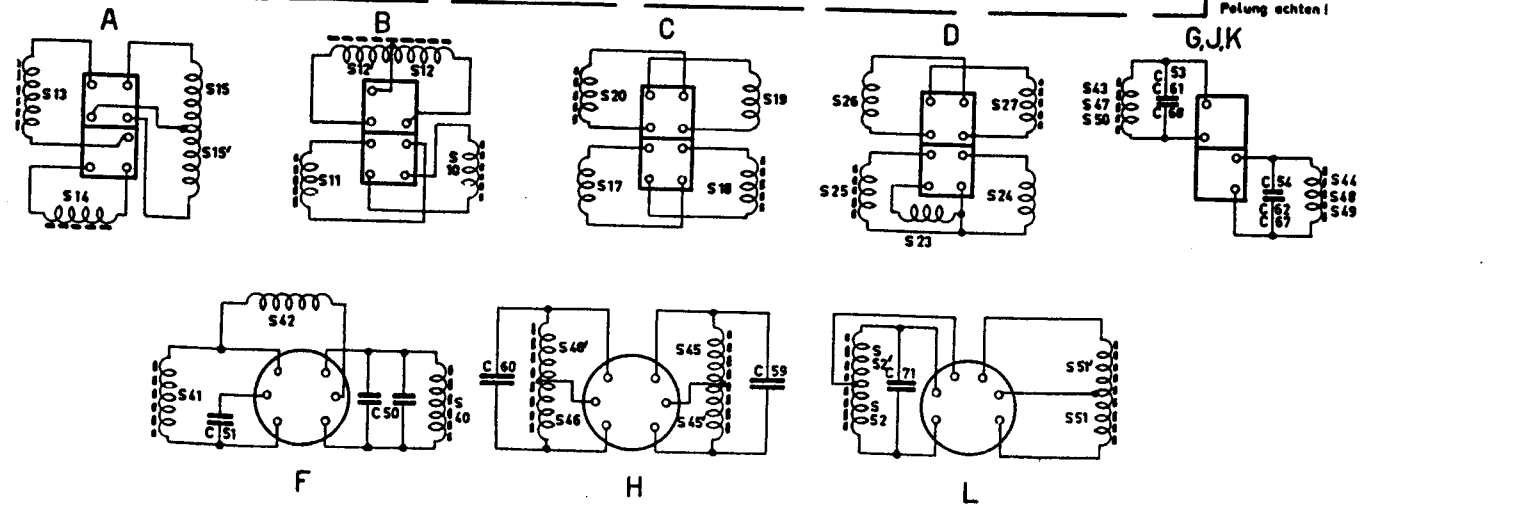 Polung achten!
A
B
C
D
G,J,K
S13
S15
S15'
S14
S12'
S12
S11
S
10
S20
S19
S17
S18
S26
S27
S25
S24
S23
S43
S47
S50
C 53
C 61
C 68
C 54
C 62
C 67
S44
S48
S49
S42
S41
C 51
C 50
S
40
F
C 60
S46'
S46
S45
S45'
C 59
H
S
52'
C 71
S
52
S51'
S51
L